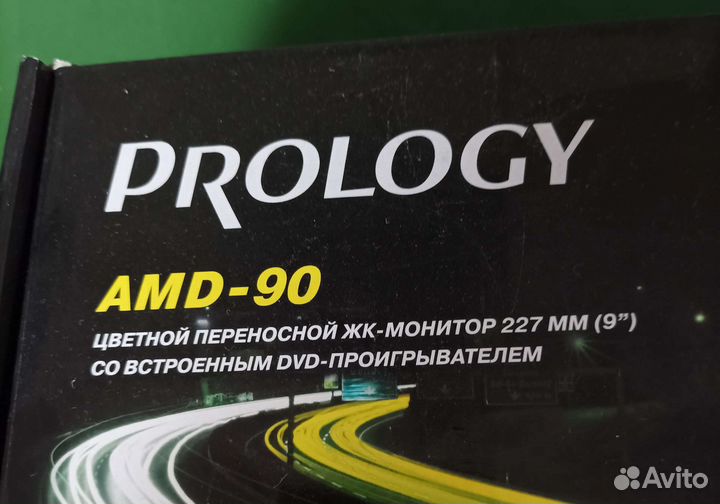 PROLOGY
AMD-90
ЦВЕТНОЙ ПЕРЕНОСНОЙ ЖК-МОНИТОР 227 ММ (9”)
СО ВСТРОЕННЫМ DVD-ПРОИГРЫВАТЕЛЕМ
Avito